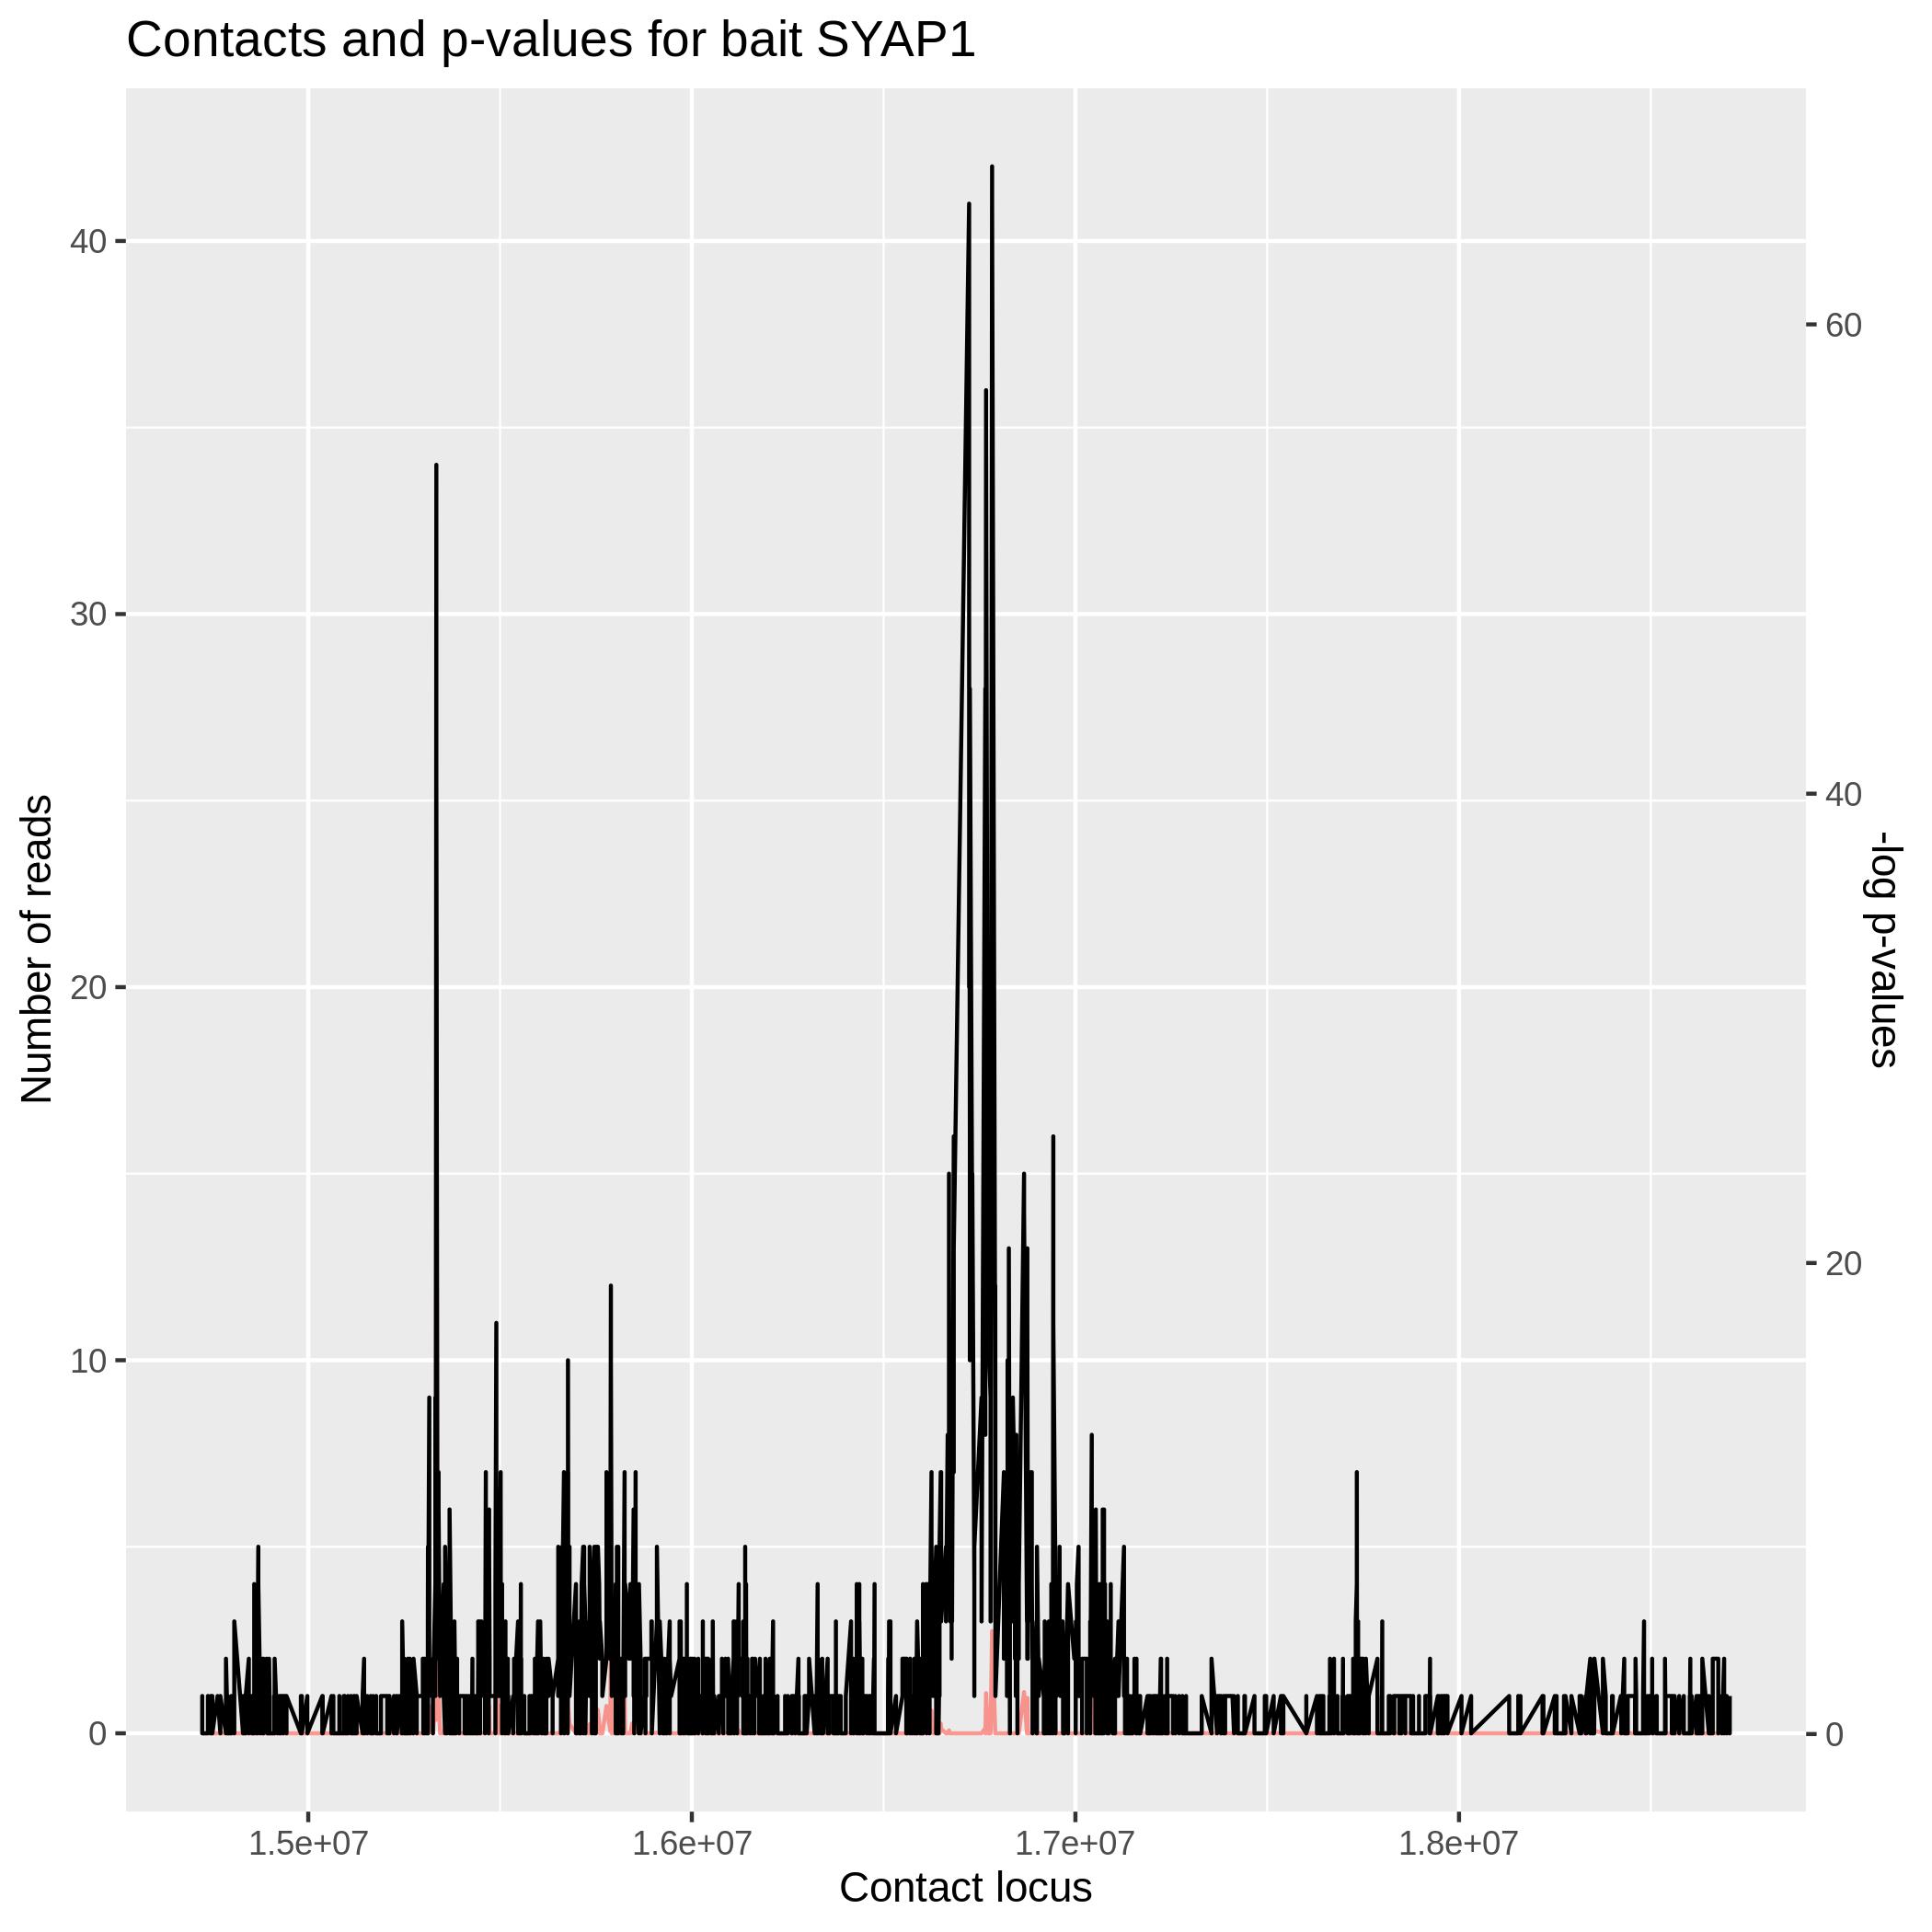 Contacts and p-values for bait SYAP1
40
30
20
10
0
Number of reads
60
40
20
0
-log p-values
1.5e+07
1.6e+07
1.7e+07
1.8e+07
Contact locus